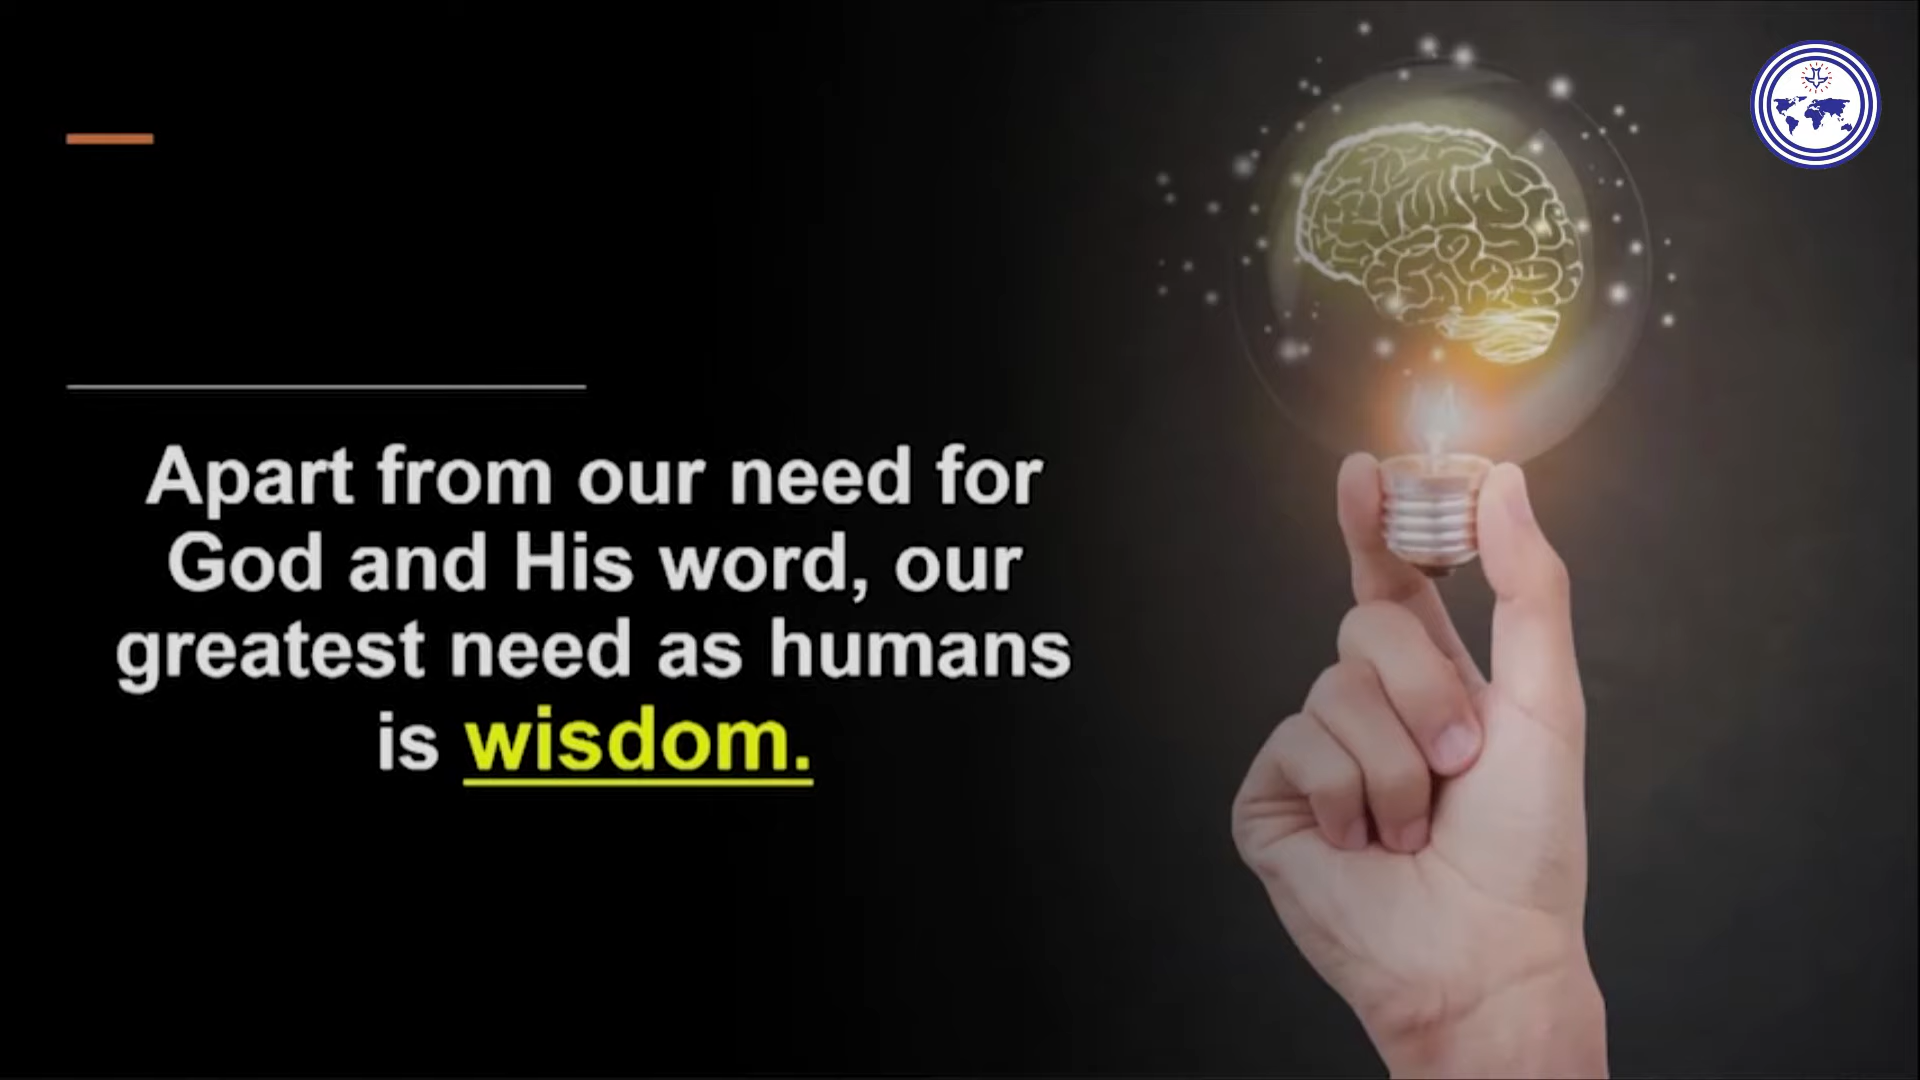 Apart from our need for
God and His word, our
greatest need as humans
is wisdom.